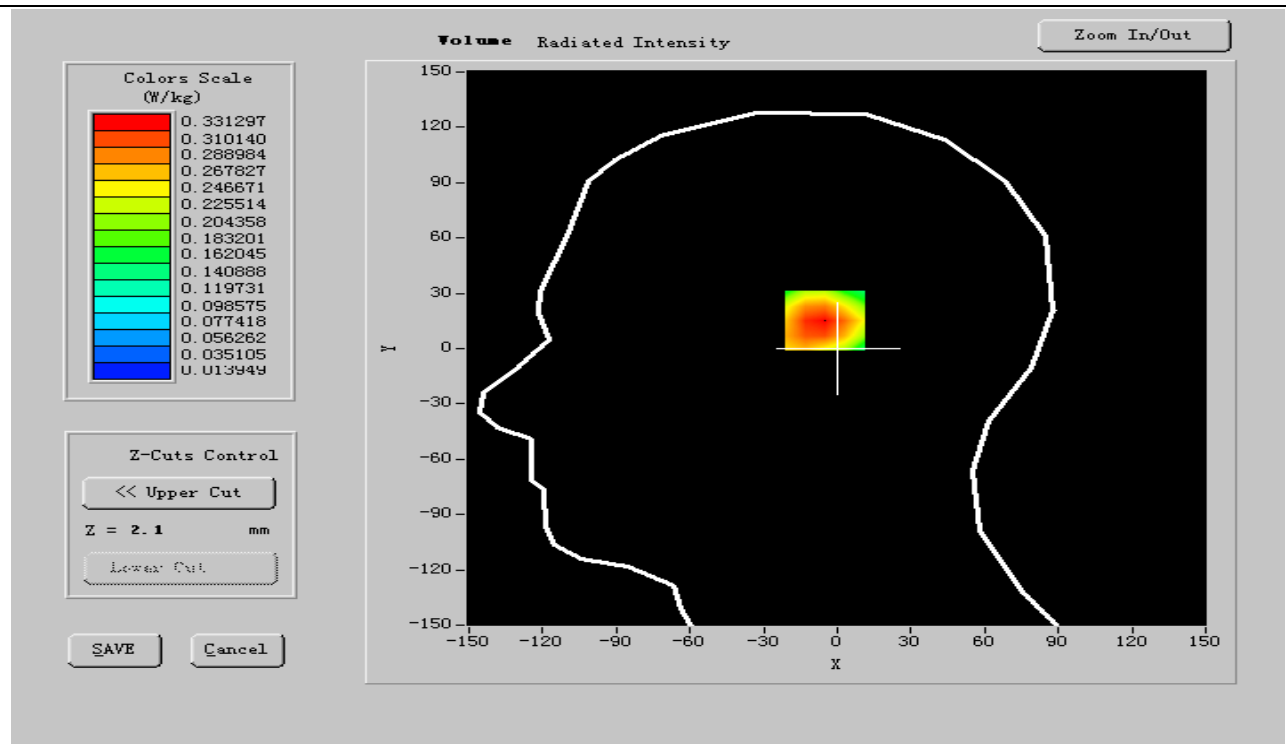 Volume Radiated Intensity
Zoom In/Out
Colors Scale
(W/kg)
0.331297
0.310140
0.288984
0.267827
0.246671
0.225514
0.204358
0.183201
0.162045
0.140888
0.119731
0.098575
0.077418
0.056262
0.035105
0.013949
Z-Cuts Control
<< Upper Cut
Z = 2.1 mm
Lower Cut
SAVE
Cancel
150
120
90
60
30
0
-30
-60
-90
-120
-150
Y
-150 -120 -90 -60 -30 0 30 60 90 120 150
X